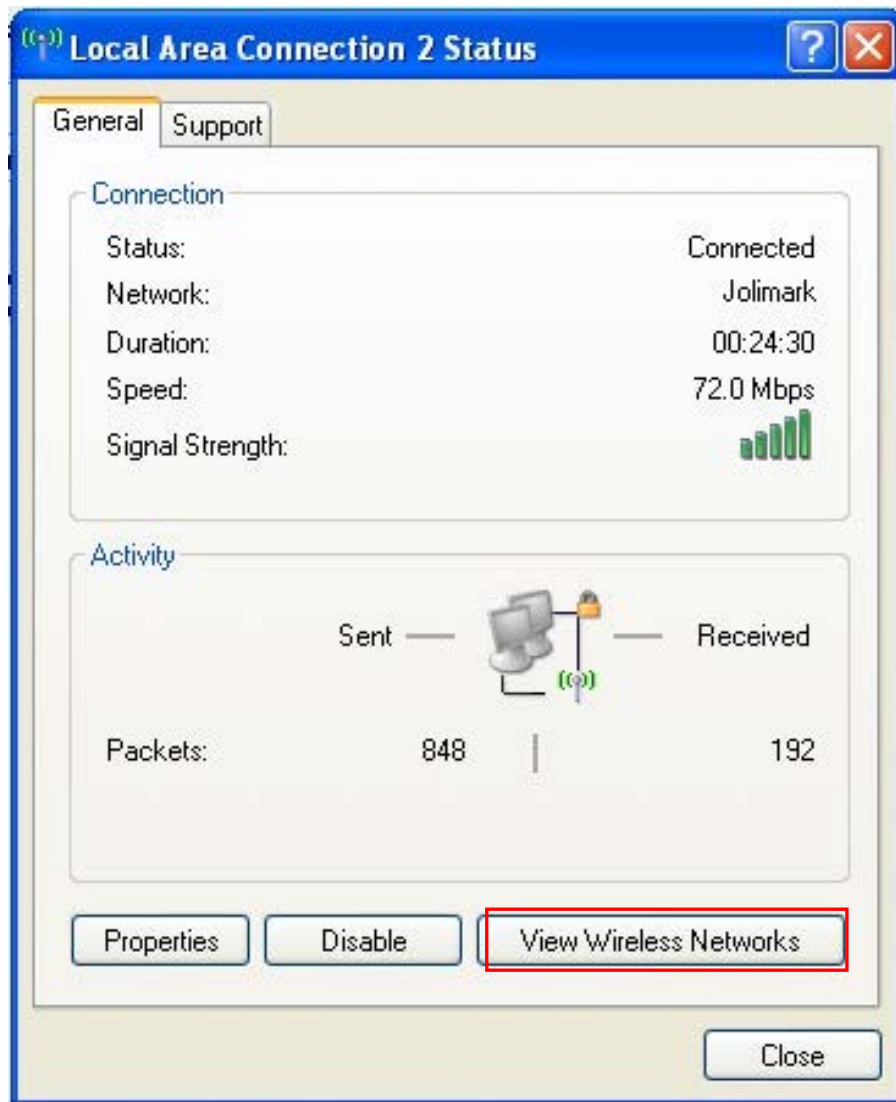 Local Area Connection 2 Status
General Support
Connection
Status: Connected
Network: Jolimark
Duration: 00:24:30
Speed: 72.0 Mbps
Signal Strength:
Activity
Sent Received
Packets: 848 192
Properties Disable View Wireless Networks
Close